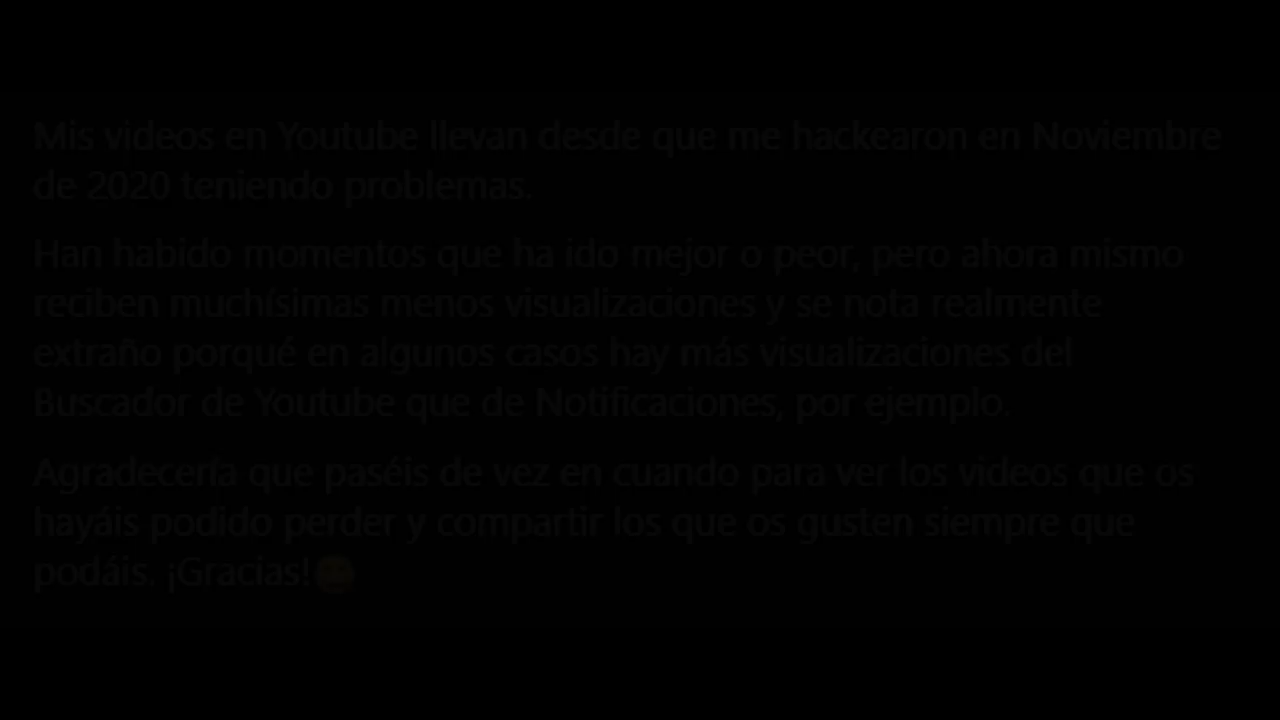 Mis videos en Youtube llevan desde que me hackearon en Noviembre
de 2020 teniendo problemas.
Han habido momentos que ha ido mejor o peor, pero ahora mismo
reciben muchísimas menos visualizaciones y se nota realmente
extraño porqué en algunos casos hay más visualizaciones del
Buscador de Youtube que de Notificaciones, por ejemplo.
Agradecería que paséis de vez en cuando para ver los videos que os
hayáis podido perder y compartir los que os gusten siempre que
podáis. ¡Gracias!